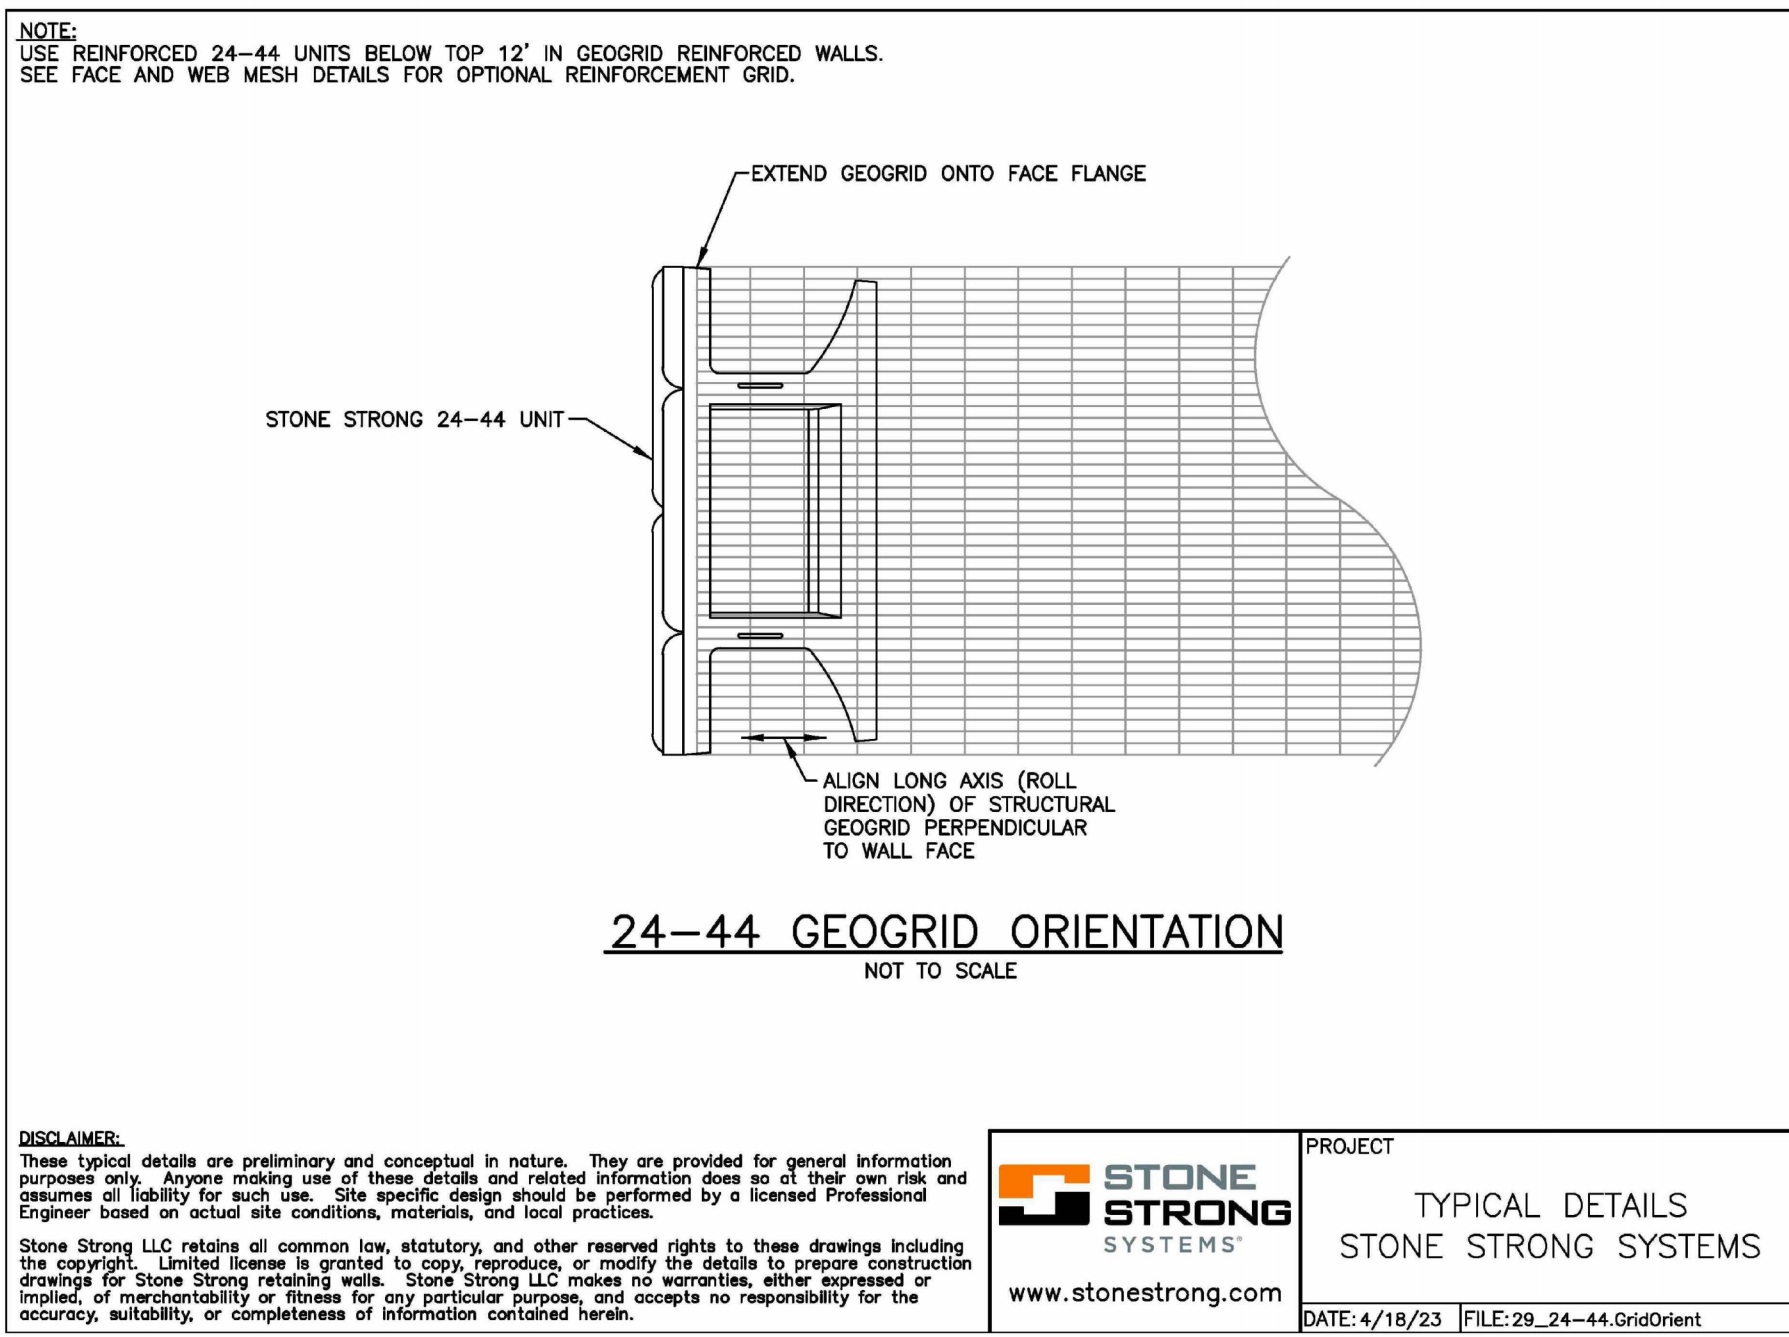 NOTE:
USE REINFORCED 24-44 UNITS BELOW TOP 12' IN GEOGRID REINFORCED WALLS.
SEE FACE AND WEB MESH DETAILS FOR OPTIONAL REINFORCEMENT GRID.
EXTEND GEOGRID ONTO FACE FLANGE
STONE STRONG 24-44 UNIT
ALIGN LONG AXIS (ROLL
DIRECTION) OF STRUCTURAL
GEOGRID PERPENDICULAR
TO WALL FACE
24-44 GEOGRID ORIENTATION
NOT TO SCALE
DISCLAIMER:
These typical details are preliminary and conceptual in nature. They are provided for general information
purposes only. Anyone making use of these details and related information does so at their own risk and
assumes all liability for such use. Site specific design should be performed by a licensed Professional
Engineer based on actual site conditions, materials, and local practices.
Stone Strong LLC retains all common law, statutory, and other reserved rights to these drawings including
the copyright. Limited license is granted to copy, reproduce, or modify the details to prepare construction
drawings for Stone Strong retaining walls. Stone Strong LLC makes no warranties, either expressed or
implied, of merchantability or fitness for any particular purpose, and accepts no responsibility for the
accuracy, suitability, or completeness of information contained herein.
STONE
STRONG
SYSTEMS®
www.stonestrong.com
PROJECT
TYPICAL DETAILS
STONE STRONG SYSTEMS
DATE: 4/18/23 FILE: 29_24-44.GridOrient